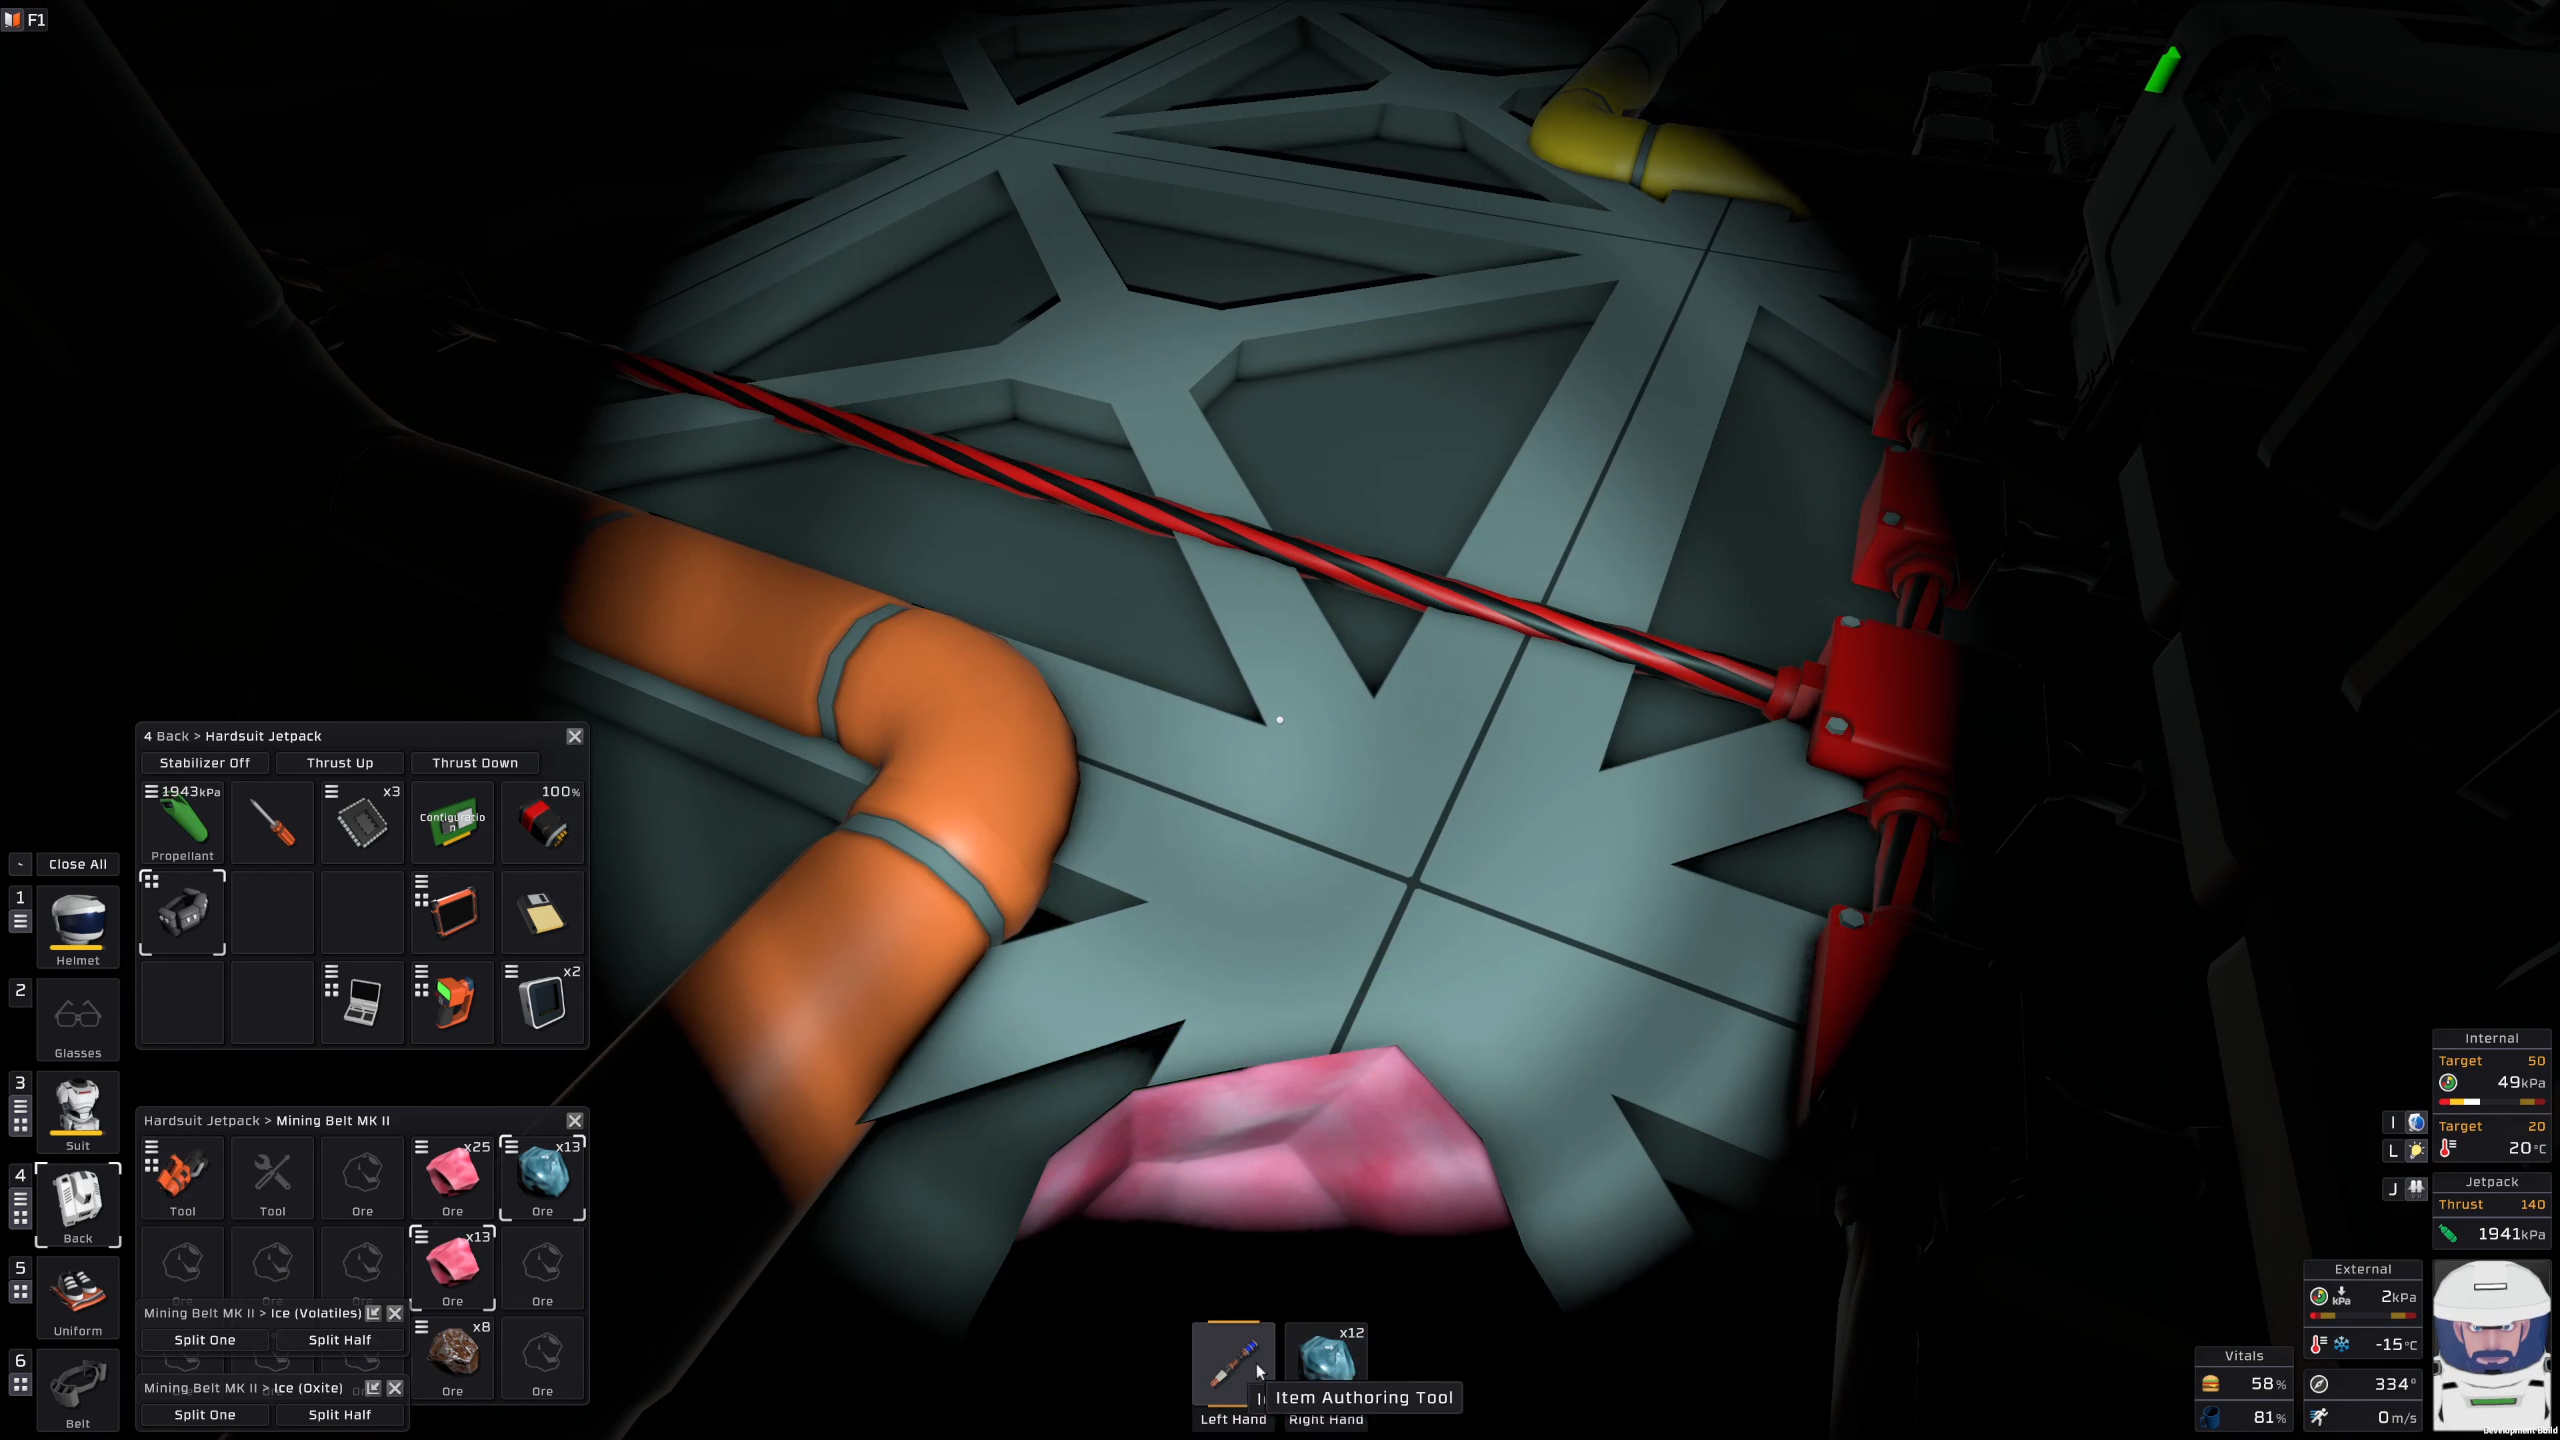 F1
4 Back > Hardsuit Jetpack
Stabilizer Off
Thrust Up
Thrust Down
1943kPa
Propellant
x3
Configuratio
n
100%
x2
~ Close All
1
Helmet
2
Glasses
3
Suit
4
Back
5
Uniform
6
Belt
Hardsuit Jetpack > Mining Belt MK II
Tool
Tool
Ore
x25
Ore
x13
Ore
x13
Ore
Ore
Mining Belt MK II > Ice (Volatiles)
Split One
Split Half
x8
Ore
Ore
Mining Belt MK II > Ice (Oxite)
Split One
Split Half
x12
Item Authoring Tool
Left Hand
Right Hand
Internal
Target 50
49kPa
Target 20
20°C
I
L
J
Jetpack
Thrust 140
1941kPa
External
kPa
2kPa
-15°C
334°
0m/s
Vitals
58%
81%
Development Build